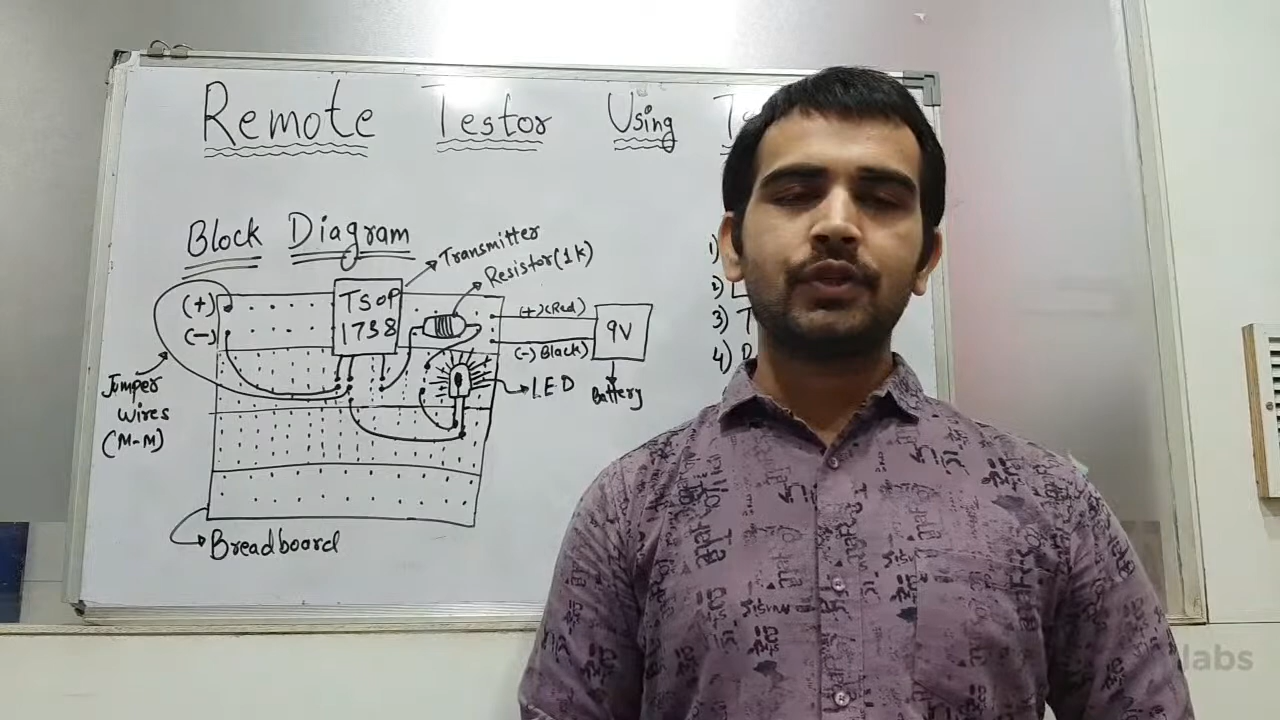 Remote Testor Using
Block Diagram
Transmitter
Resistor (1k)
(+)
TSOP
1738
(+) (Red)
9V
(-)
(-) Black)
Battery
LED
Jumper
Wires
(M-M)
1)
2)
3) T
4)
Breadboard
labs